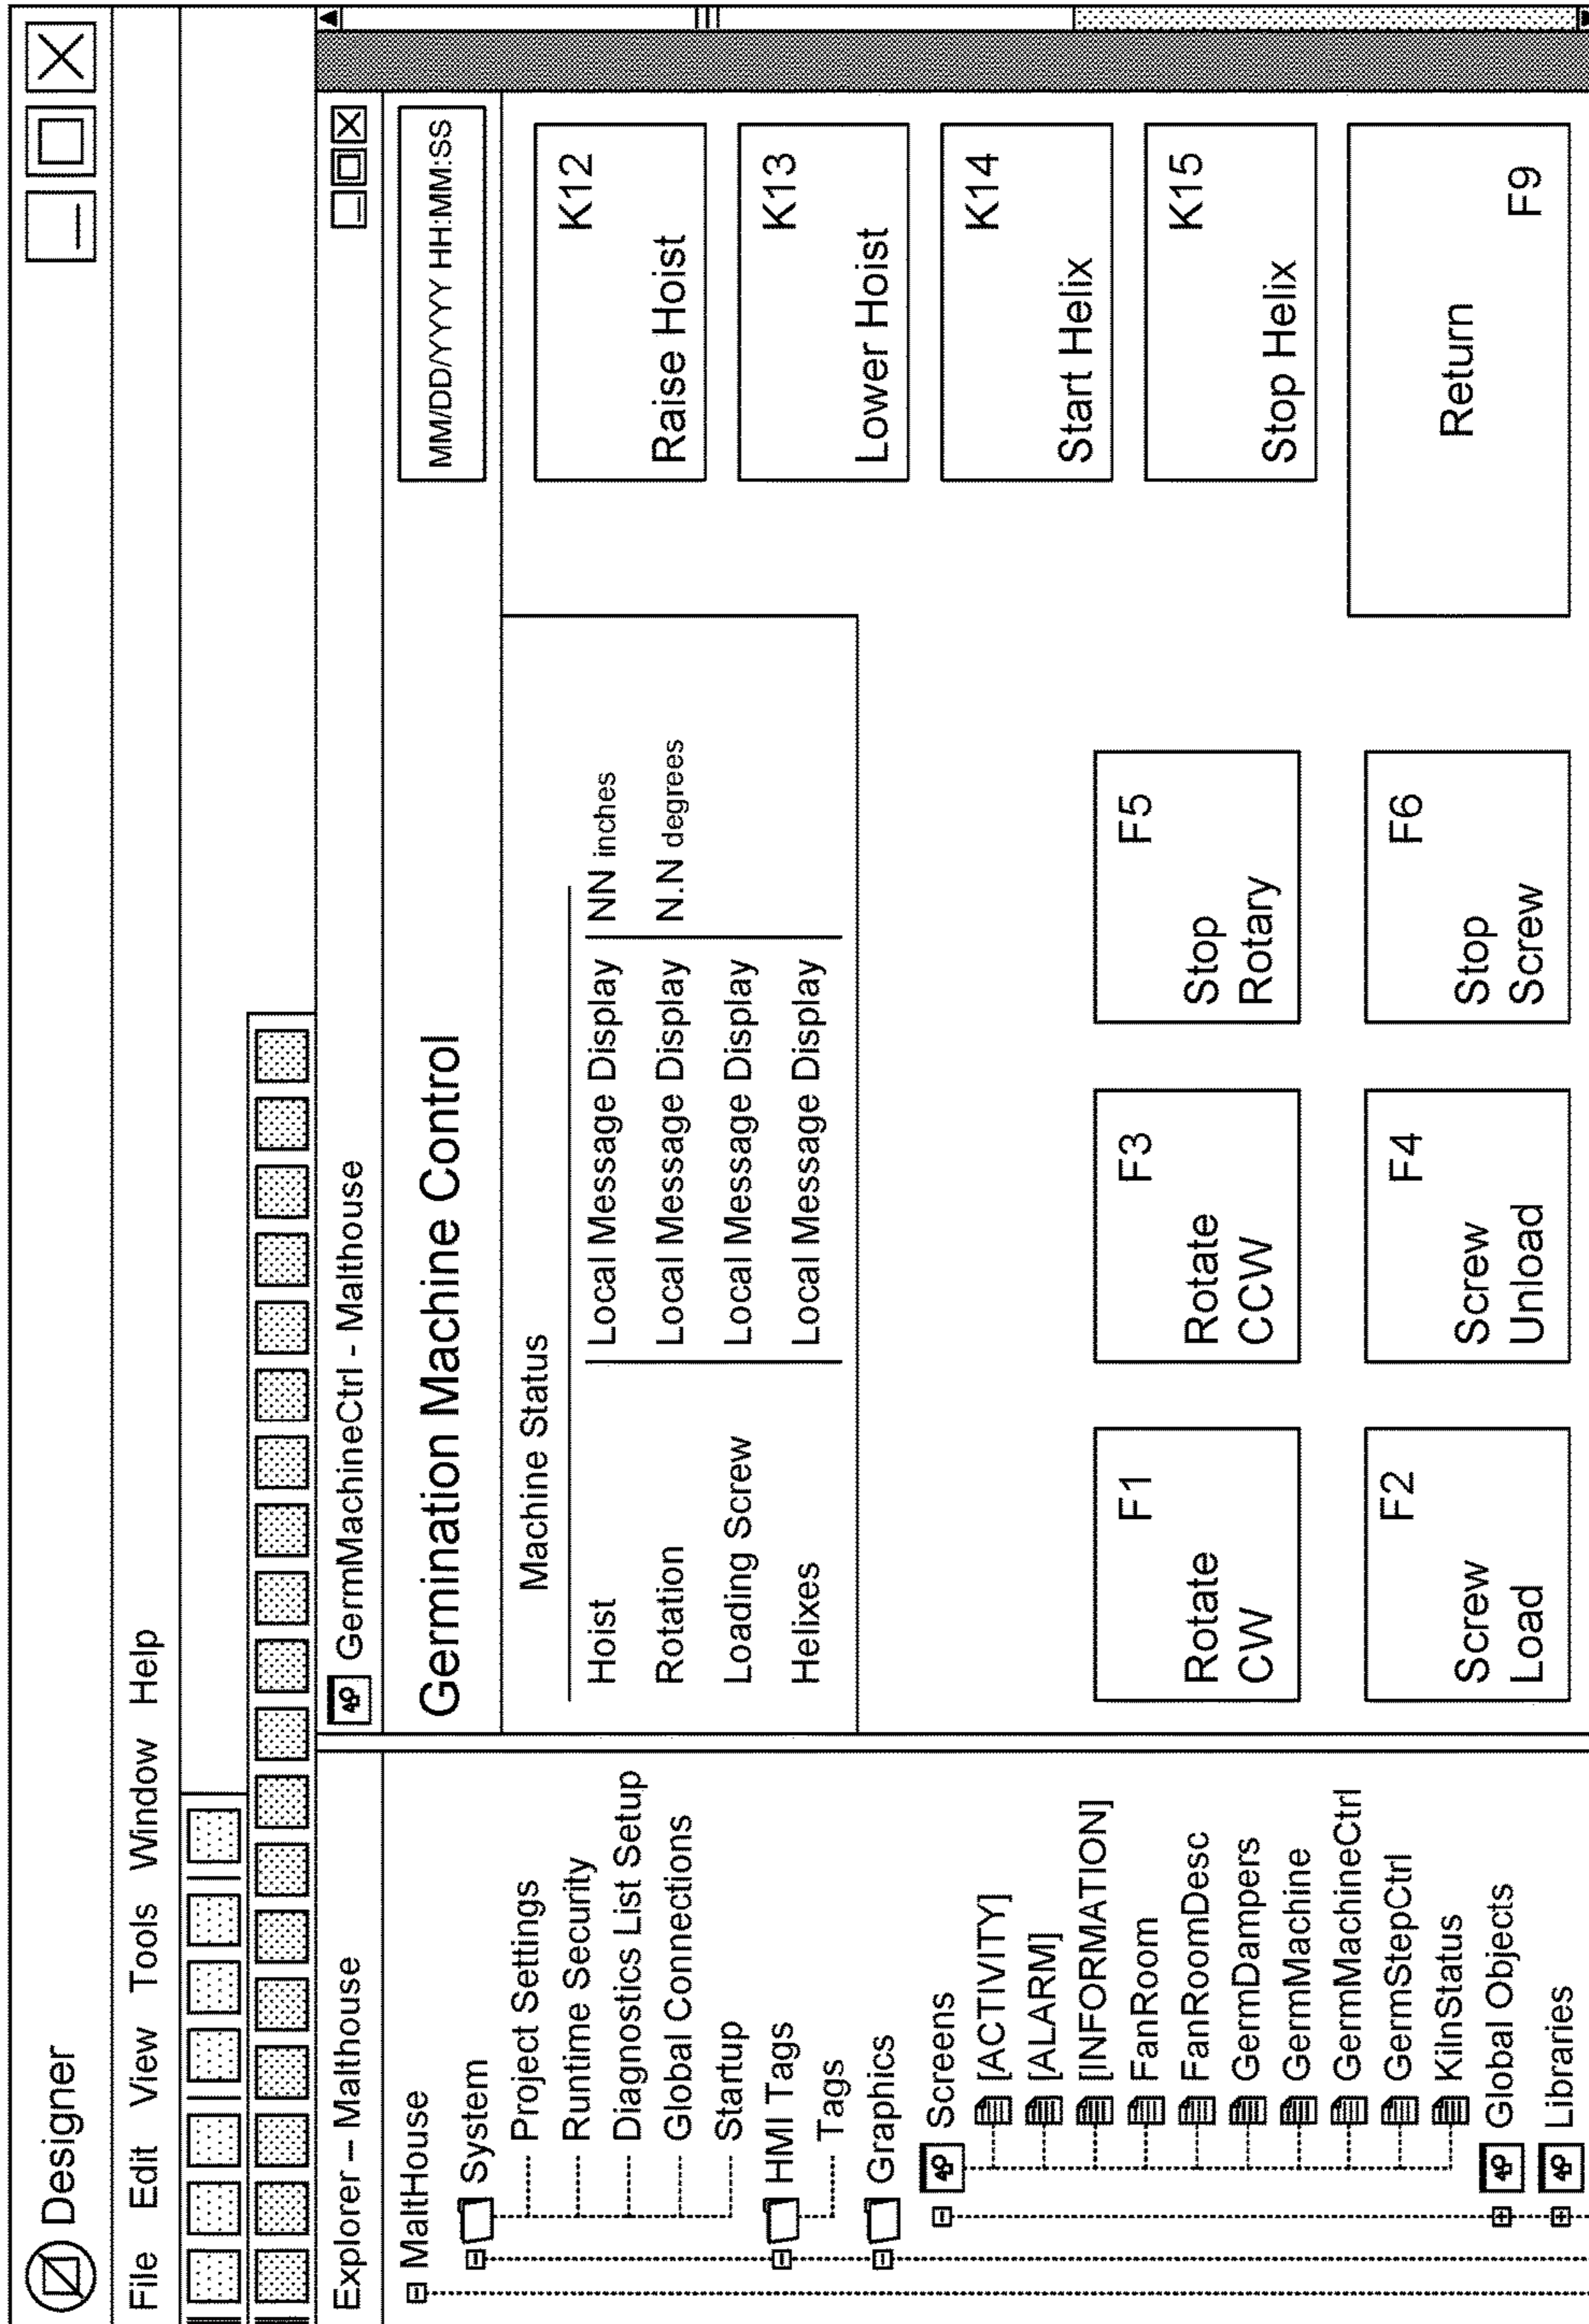 Designer
File Edit View Tools Window Help
Explorer – Malthouse
MaltHouse
System
Project Settings
Runtime Security
Diagnostics List Setup
Global Connections
Startup
HMI Tags
Tags
Graphics
Screens
[ACTIVITY]
[ALARM]
[INFORMATION]
FanRoom
FanRoomDesc
GermDampers
GermMachine
GermMachineCtrl
GermStepCtrl
KilnStatus
Global Objects
Libraries
GermMachineCtrl - Malthouse
Germination Machine Control
MM/DD/YYYY HH:MM:SS
Machine Status
Hoist Local Message Display NN inches
Rotation Local Message Display N.N degrees
Loading Screw Local Message Display
Helixes Local Message Display
K12
Raise Hoist
K13
Lower Hoist
K14
Start Helix
K15
Stop Helix
F1
Rotate
CW
F3
Rotate
CCW
F5
Stop
Rotary
F2
Screw
Load
F4
Screw
Unload
F6
Stop
Screw
Return
F9